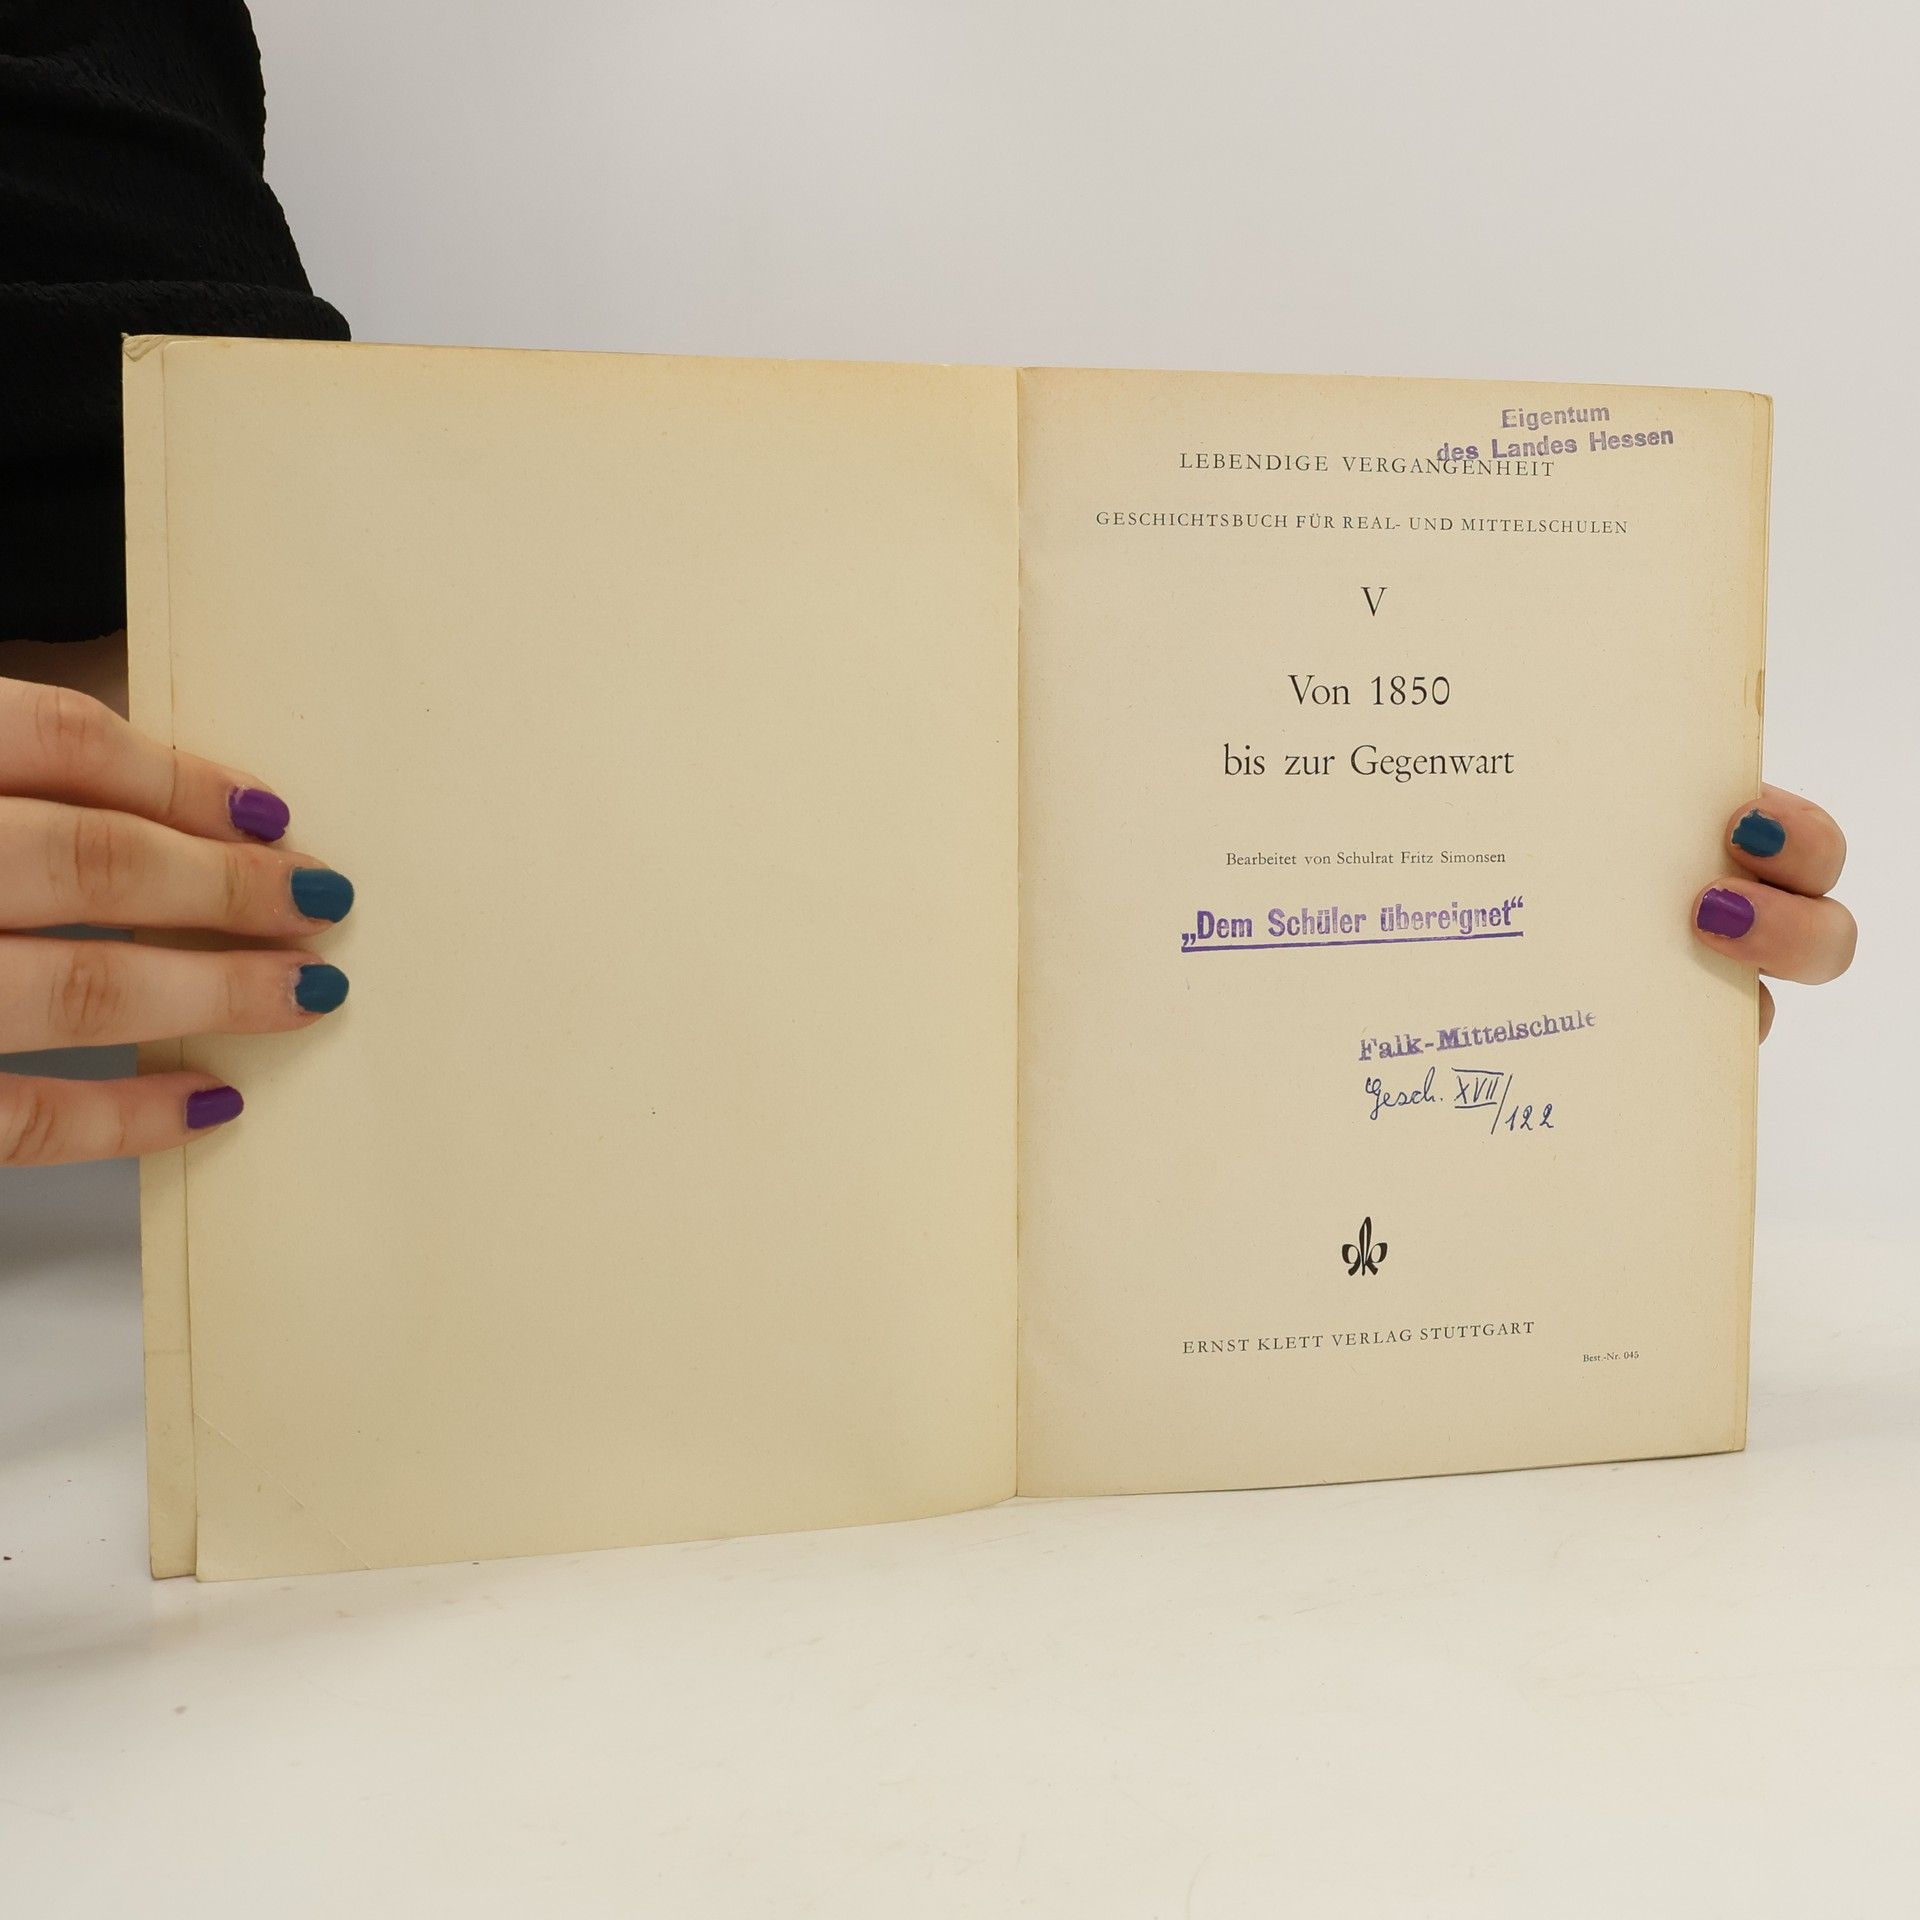 Eigentum
des Landes Hessen
LEBENDIGE VERGANGENHEIT
GESCHICHTSBUCH FÜR REAL- UND MITTELSCHULEN
V
Von 1850
bis zur Gegenwart
Bearbeitet von Schulrat Fritz Simonsen
„Dem Schüler übereignet“
Falk-Mittelschule
Gesch. XVII/122
ERNST KLETT VERLAG STUTTGART
Best.-Nr. 045